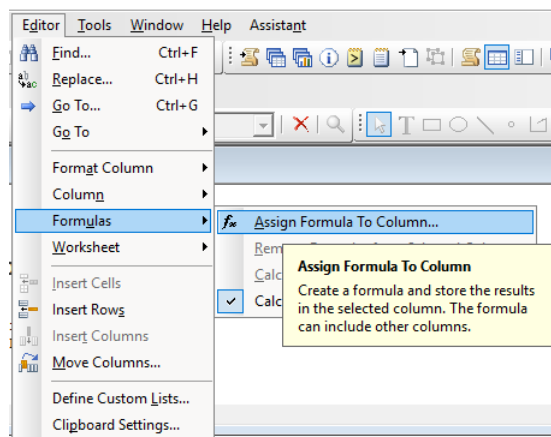 Editor Tools Window Help Assistant
Find... Ctrl+F
Replace... Ctrl+H
Go To... Ctrl+G
Go To
Format Column
Column
Formulas
Assign Formula To Column...
Worksheet
Calc
Assign Formula To Column
Create a formula and store the results
in the selected column. The formula
can include other columns.
Insert Cells
Calc
Insert Rows
Insert Columns
Move Columns...
Define Custom Lists...
Clipboard Settings...